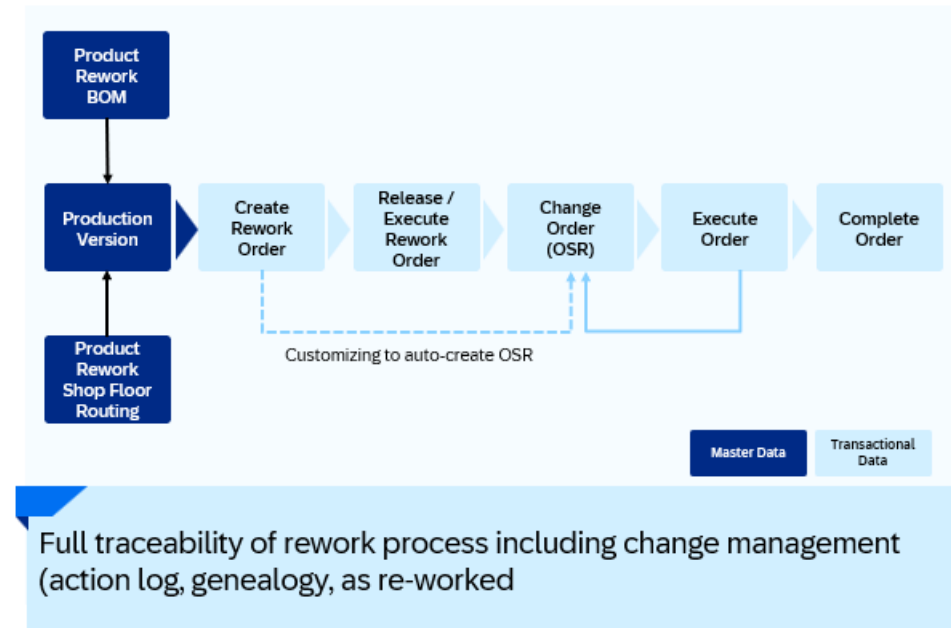 Product
Rework
BOM
Production
Version
Create
Rework
Order
Release /
Execute
Rework
Order
Change
Order
(OSR)
Execute
Order
Complete
Order
Customizing to auto-create OSR
Product
Rework
Shop Floor
Routing
Master Data
Transactional
Data
Full traceability of rework process including change management
(action log, genealogy, as re-worked